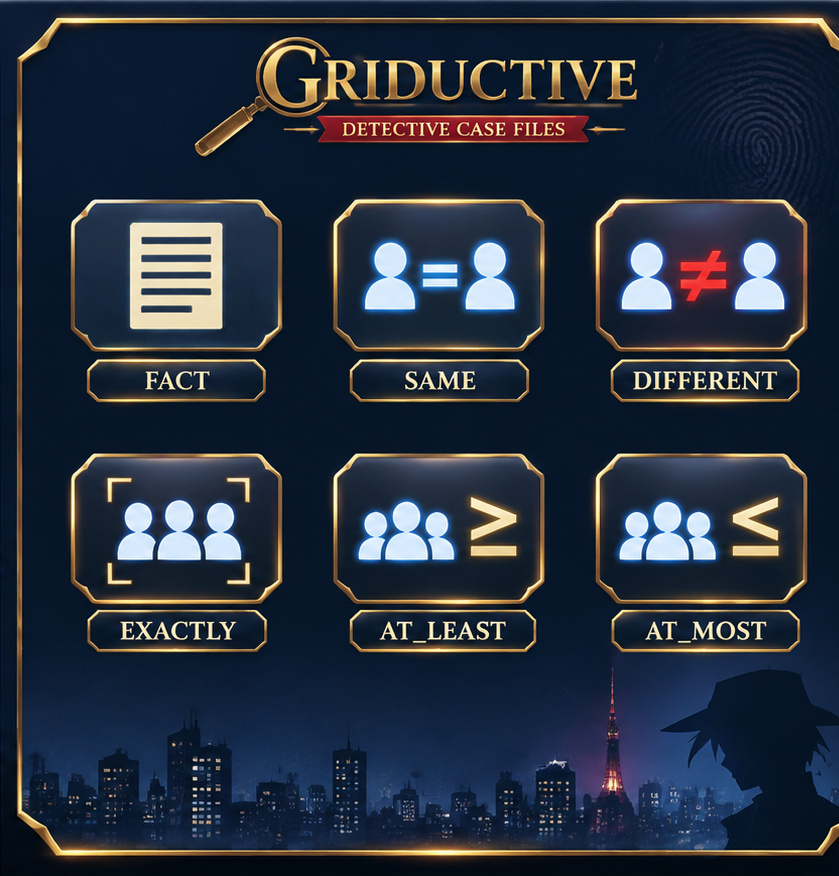 GRIDUCTIVE
DETECTIVE CASE FILES
FACT
SAME
DIFFERENT
EXACTLY
AT_LEAST
AT_MOST